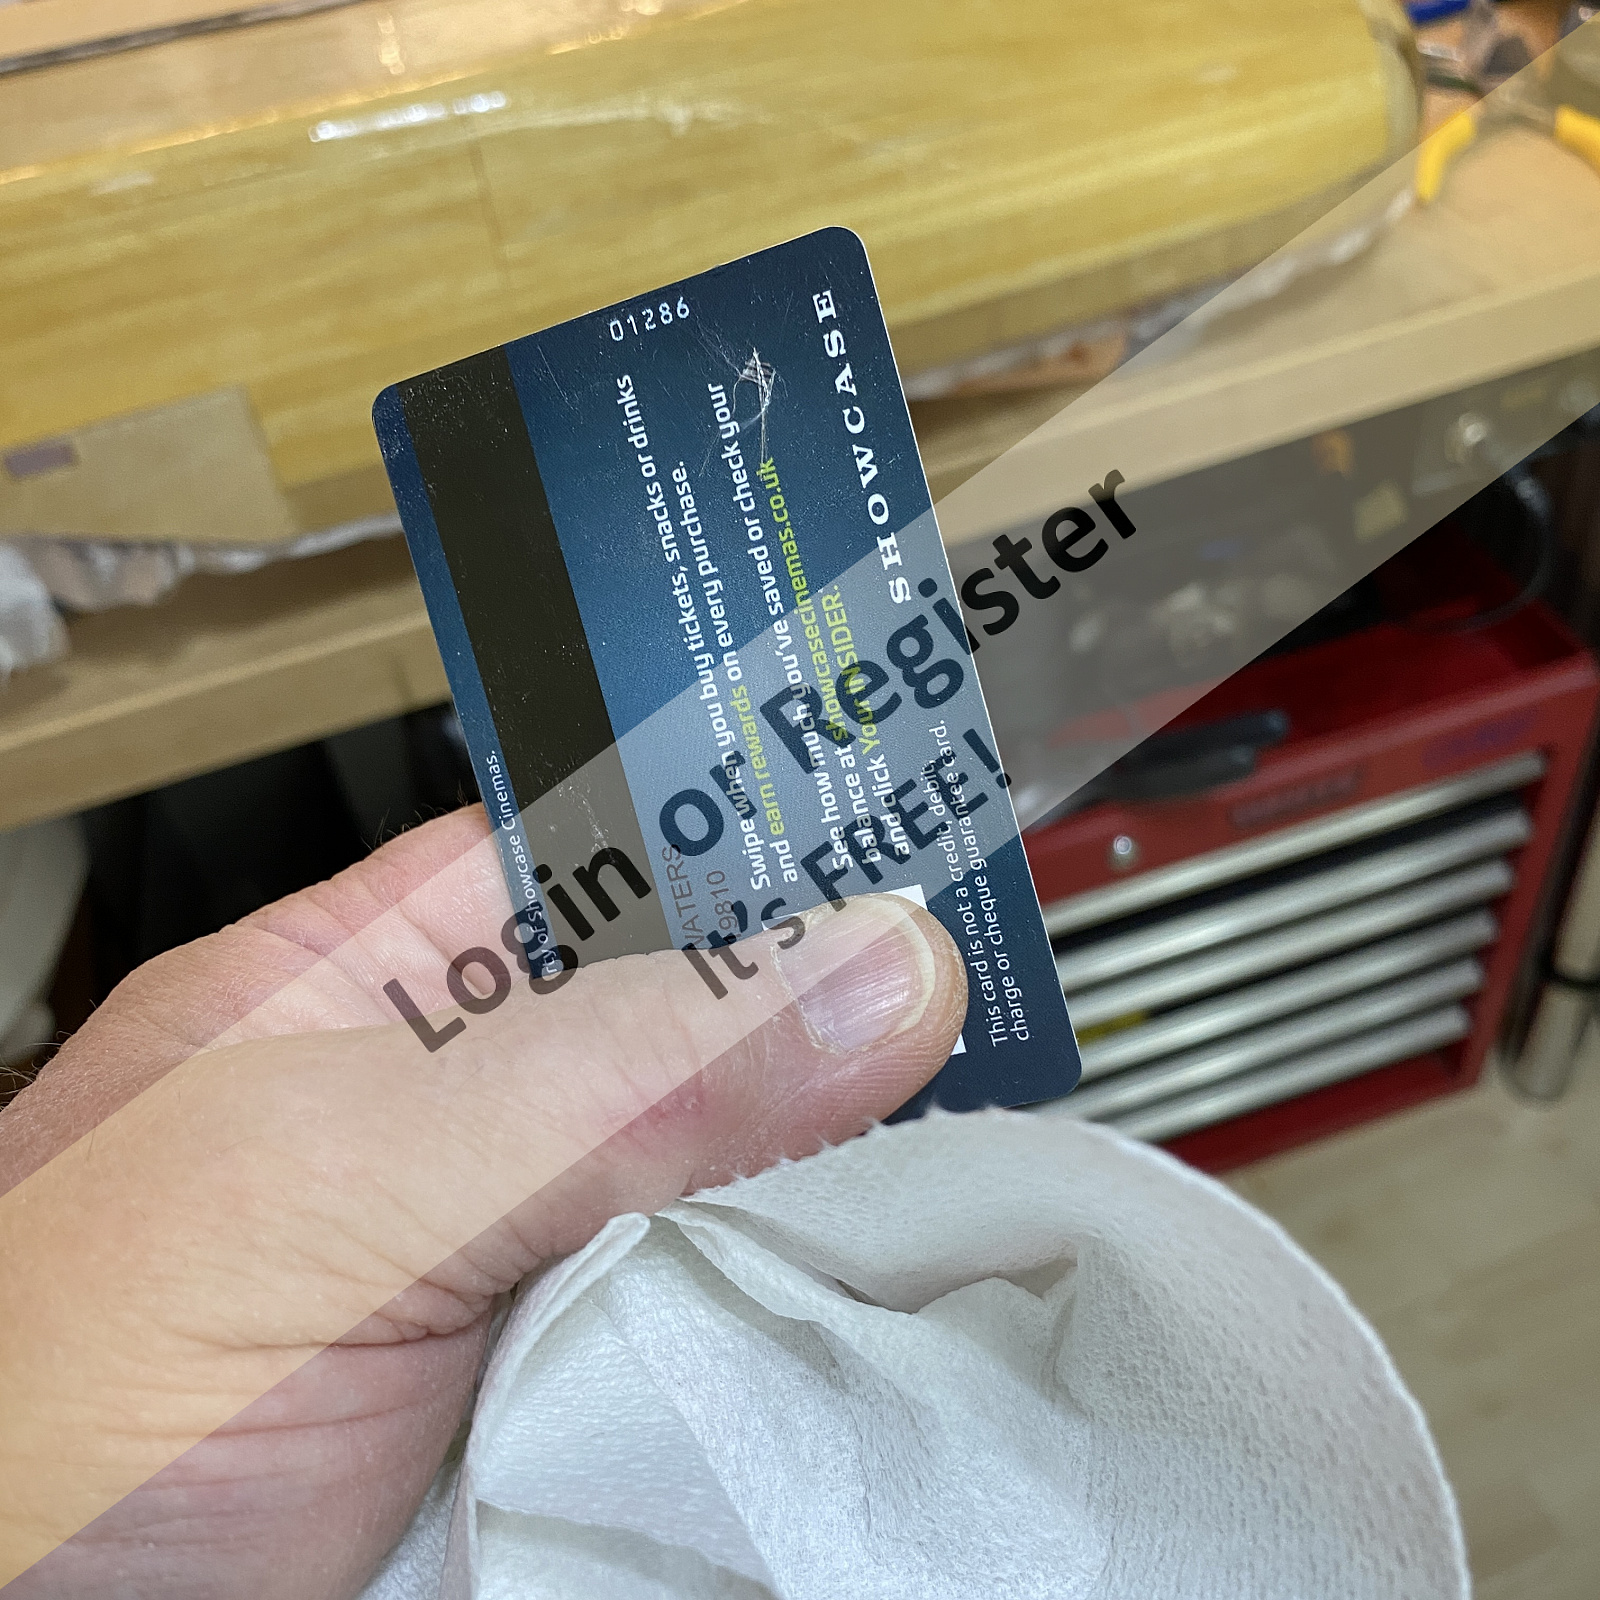 01286
Swipe when you buy tickets, snacks or drinks
and earn rewards on every purchase.
See how much you've saved or check your
balance at showcasecinemas.co.uk
and click Your INSIDER.
SHOWCASE
This card is not a credit, debit,
charge or cheque guarantee card.
rty of Showcase Cinemas.
WATERS
9810
Login or Register
It's FREE!